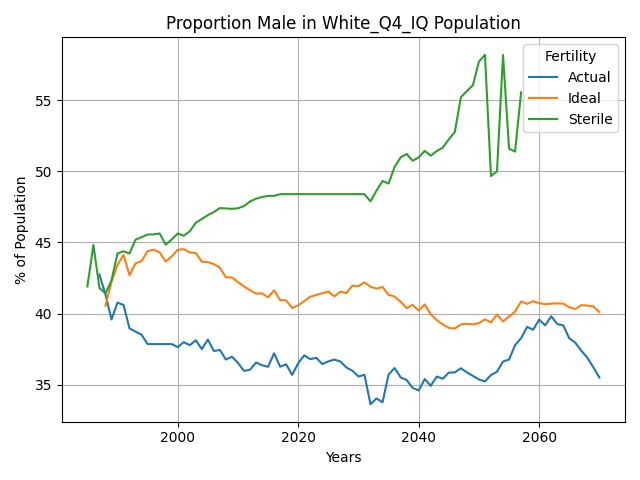 Proportion Male in White_Q4_IQ Population
% of Population
55
50
45
40
35
2000
2020
2040
2060
Years
Fertility
Actual
Ideal
Sterile